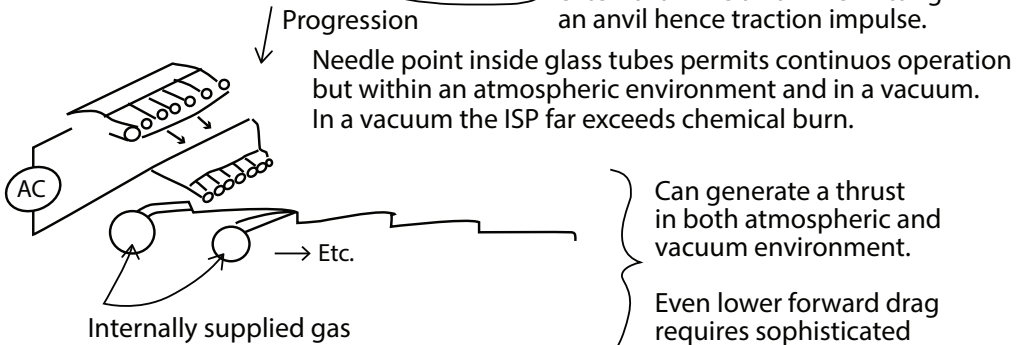 an anvil hence traction impulse.
Progression
Needle point inside glass tubes permits continuos operation
but within an atmospheric environment and in a vacuum.
In a vacuum the ISP far exceeds chemical burn.
AC
Can generate a thrust
in both atmospheric and
vacuum environment.
Etc.
Even lower forward drag
requires sophisticated
Internally supplied gas